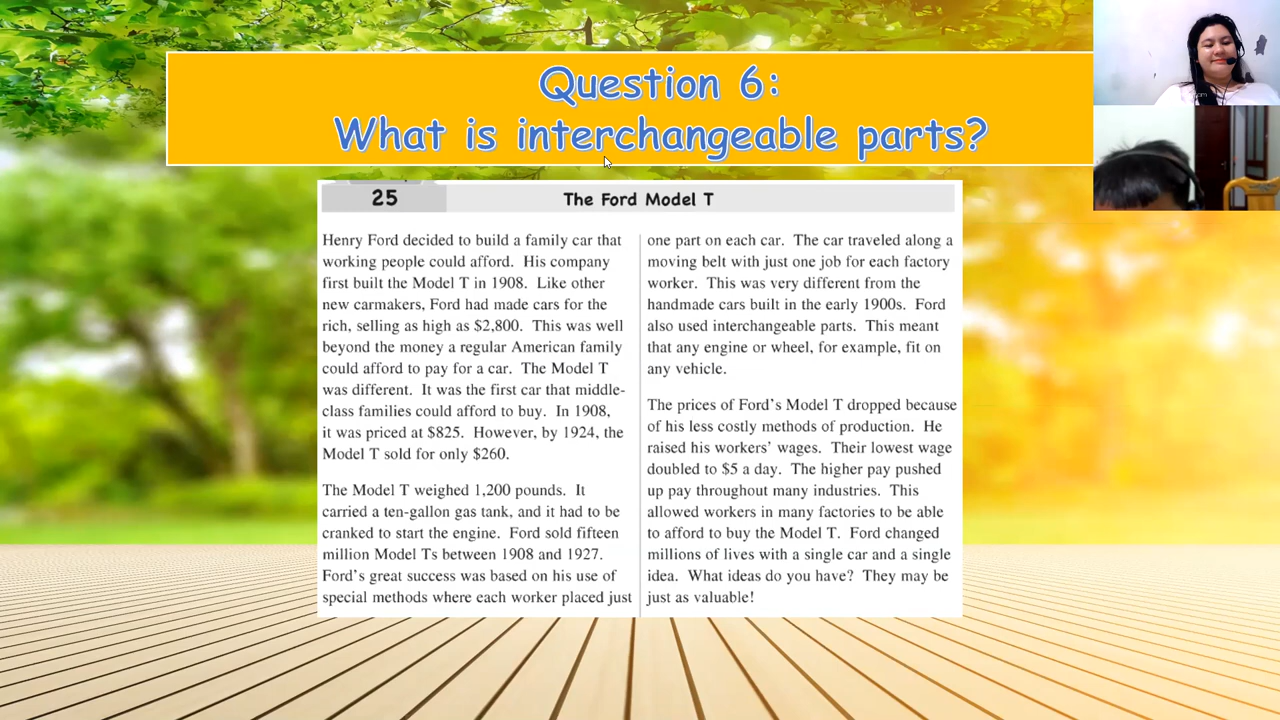 Question 6:
What is interchangeable parts?
25
The Ford Model T
Henry Ford decided to build a family car that
working people could afford. His company
first built the Model T in 1908. Like other
new carmakers, Ford had made cars for the
rich, selling as high as $2,800. This was well
beyond the money a regular American family
could afford to pay for a car. The Model T
was different. It was the first car that middle-
class families could afford to buy. In 1908,
it was priced at $825. However, by 1924, the
Model T sold for only $260.
The Model T weighed 1,200 pounds. It
carried a ten-gallon gas tank, and it had to be
cranked to start the engine. Ford sold fifteen
million Model Ts between 1908 and 1927.
Ford's great success was based on his use of
special methods where each worker placed just
one part on each car. The car traveled along a
moving belt with just one job for each factory
worker. This was very different from the
handmade cars built in the early 1900s. Ford
also used interchangeable parts. This meant
that any engine or wheel, for example, fit on
any vehicle.
The prices of Ford's Model T dropped because
of his less costly methods of production. He
raised his workers' wages. Their lowest wage
doubled to $5 a day. The higher pay pushed
up pay throughout many industries. This
allowed workers in many factories to be able
to afford to buy the Model T. Ford changed
millions of lives with a single car and a single
idea. What ideas do you have? They may be
just as valuable!